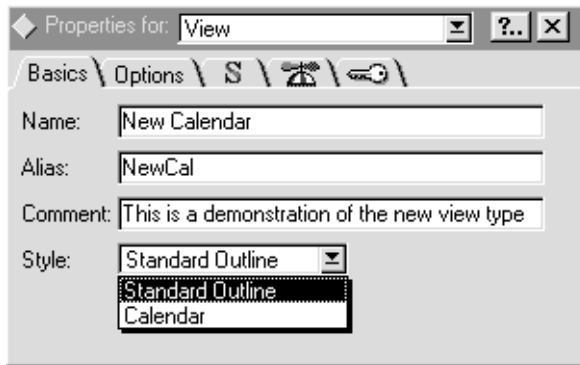 Properties for: View ?..
Basics Options S
Name: New Calendar
Alias: NewCal
Comment: This is a demonstration of the new view type
Style: Standard Outline
Standard Outline
Calendar